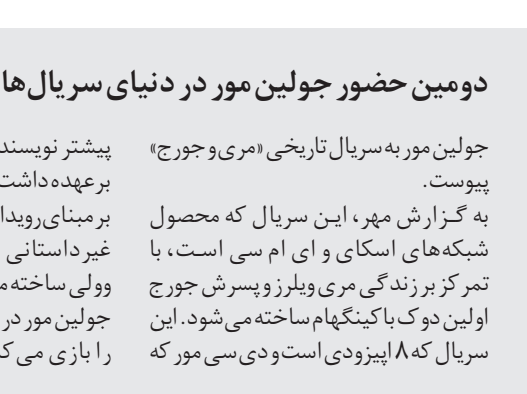 دومین حضور جولین مور در دنیای سریال‌ها
جولین مور به سریال تاریخی «مری و جورج»
پیوست.
به گزارش مهر، این سریال که محصول
شبکه‌های اسکای و ای ام سی است، با
تمرکز بر زندگی مری ویلرز و پسرش جورج
اولین دوک باکینگهام ساخته می‌شود. این
سریال که ۸ اپیزودی است و دی سی مور که
پیشتر نویسند
بر عهده داشت
بر مبنای رویدا
غیر داستانی
وولی ساخته م
جولین مور در
را بازی می ک